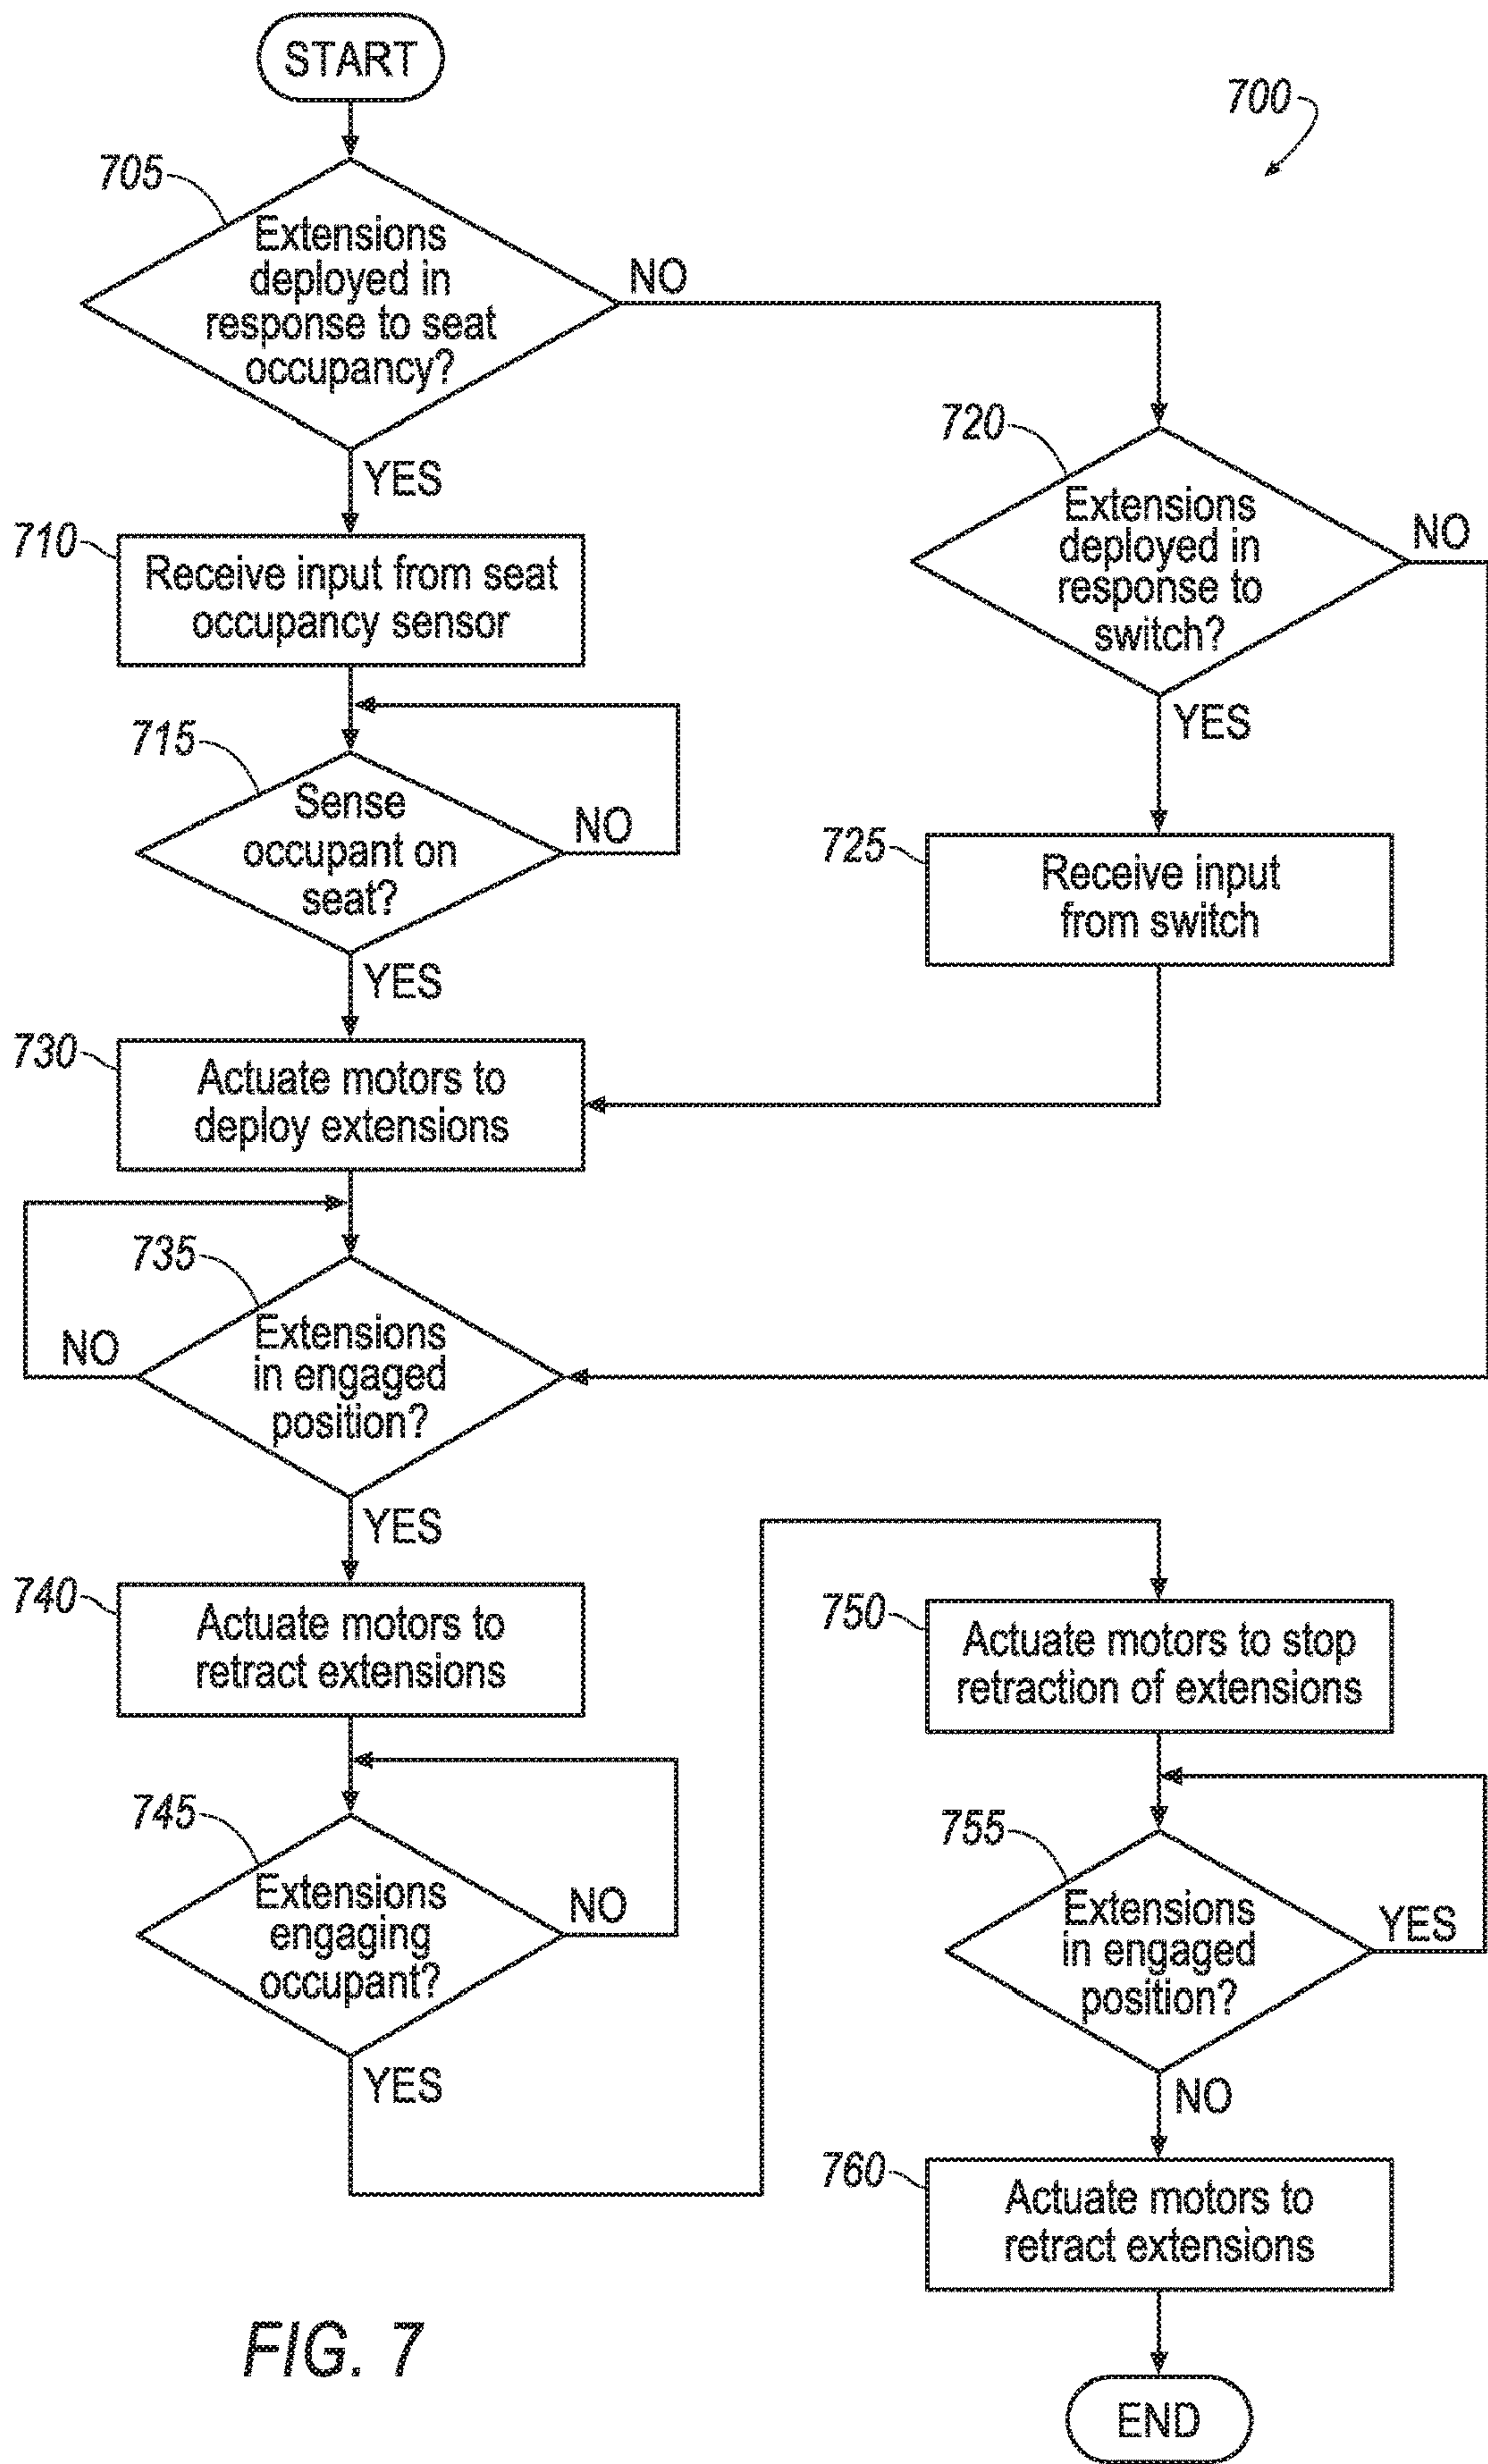 START
700
705
Extensions
deployed in
response to seat
occupancy?
NO
YES
710
Receive input from seat
occupancy sensor
715
Sense
occupant on
seat?
NO
YES
720
Extensions
deployed in
response to
switch?
NO
YES
725
Receive input
from switch
730
Actuate motors to
deploy extensions
735
Extensions
in engaged
position?
NO
YES
740
Actuate motors to
retract extensions
745
Extensions
engaging
occupant?
NO
YES
750
Actuate motors to stop
retraction of extensions
755
Extensions
in engaged
position?
YES
NO
760
Actuate motors to
retract extensions
END
FIG. 7